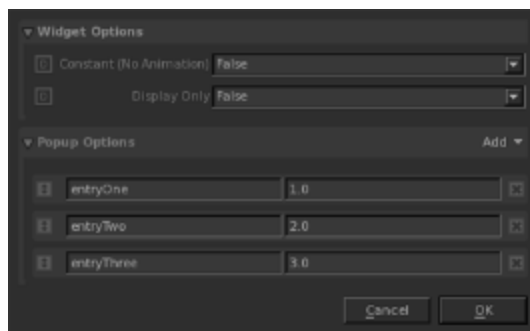 Widget Options
Constant (No Animation) False
Display Only False
Popup Options Add
entryOne 1.0
entryTwo 2.0
entryThree 3.0
Cancel OK